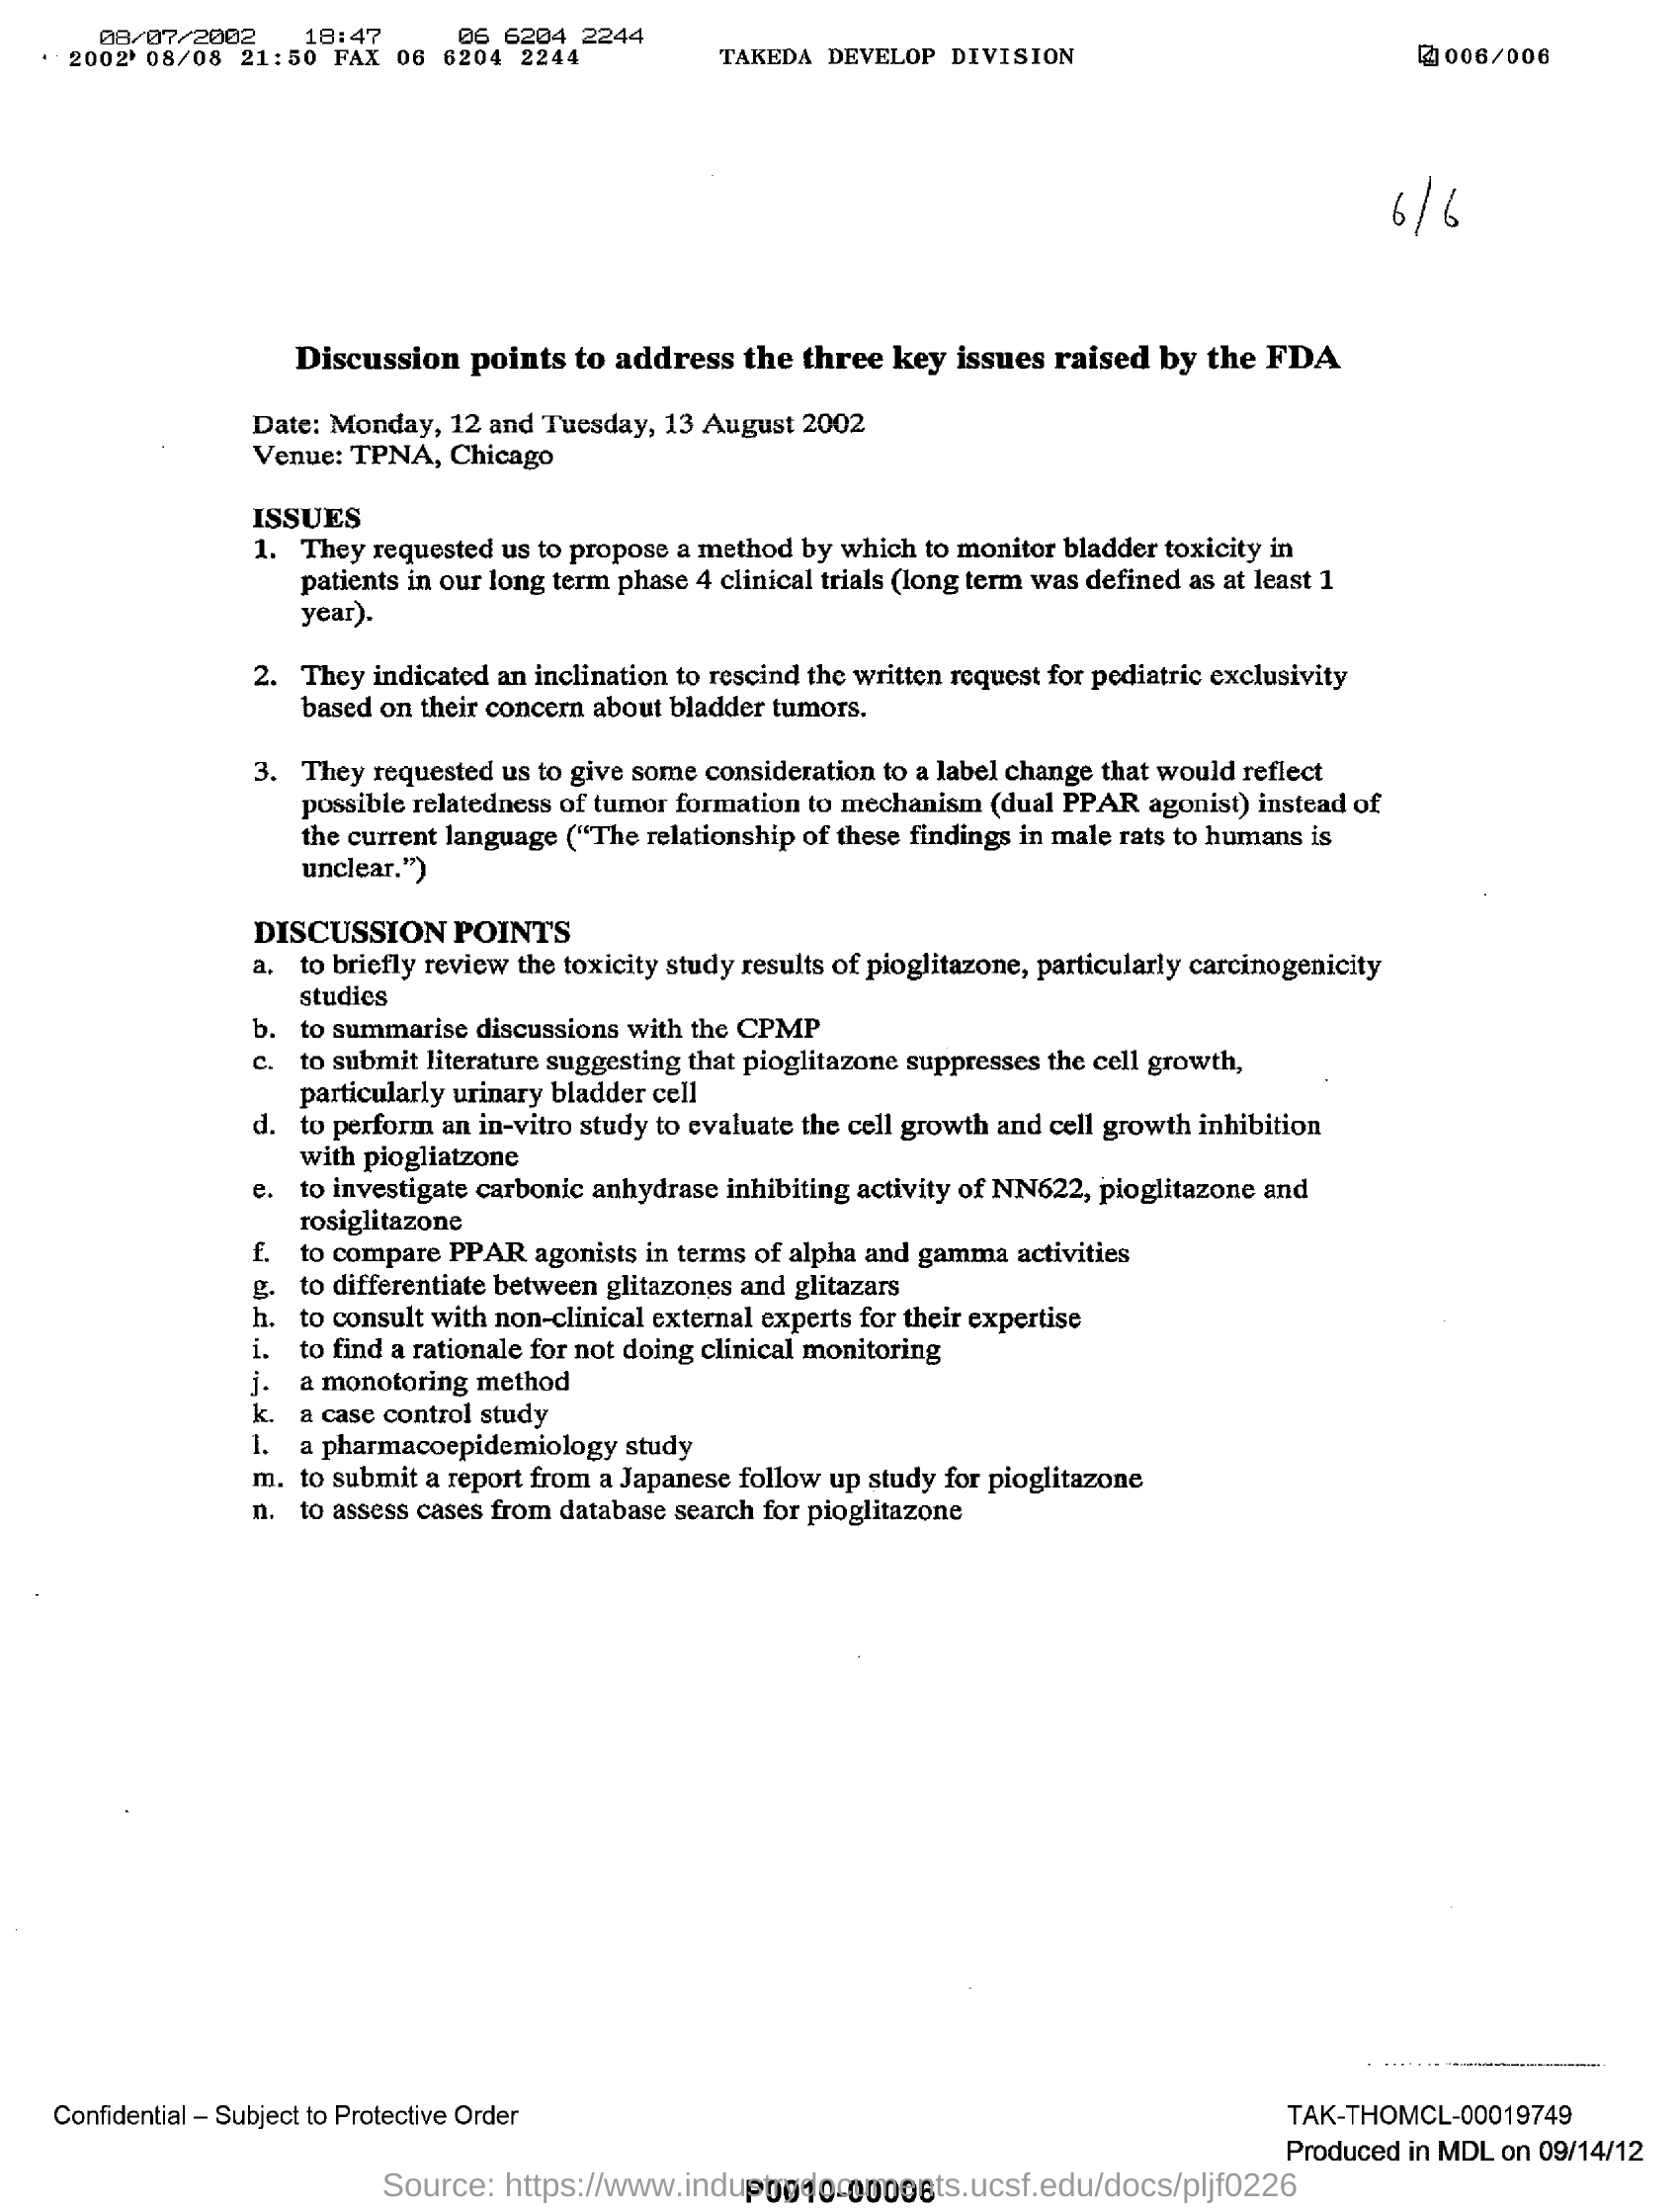 08/07/2002 18:47 06 6204 2244
2002 08/08 21:50 FAX 06 6204 2244 TAKEDA DEVELOP DIVISION 006/006
6/6
Discussion points to address the three key issues raised by the FDA
Date: Monday, 12 and Tuesday, 13 August 2002
Venue: TPNA, Chicago
ISSUES
1. They requested us to propose a method by which to monitor bladder toxicity in
patients in our long term phase 4 clinical trials (long term was defined as at least 1
year).
2. They indicated an inclination to rescind the written request for pediatric exclusivity
based on their concern about bladder tumors.
3. They requested us to give some consideration to a label change that would reflect
possible relatedness of tumor formation to mechanism (dual PPAR agonist) instead of
the current language (“The relationship of these findings in male rats to humans is
unclear.”)
DISCUSSION POINTS
a. to briefly review the toxicity study results of pioglitazone, particularly carcinogenicity
studies
b. to summarise discussions with the CPMP
c. to submit literature suggesting that pioglitazone suppresses the cell growth,
particularly urinary bladder cell
d. to perform an in-vitro study to evaluate the cell growth and cell growth inhibition
with piogliatzone
e. to investigate carbonic anhydrase inhibiting activity of NN622, pioglitazone and
rosiglitazone
f. to compare PPAR agonists in terms of alpha and gamma activities
g. to differentiate between glitazones and glitazars
h. to consult with non-clinical external experts for their expertise
i. to find a rationale for not doing clinical monitoring
j. a monotoring method
k. a case control study
l. a pharmacoepidemiology study
m. to submit a report from a Japanese follow up study for pioglitazone
n. to assess cases from database search for pioglitazone
Confidential – Subject to Protective Order
TAK-THOMCL-00019749
Produced in MDL on 09/14/12
Source: https://www.industrydocuments.ucsf.edu/docs/pljf0226